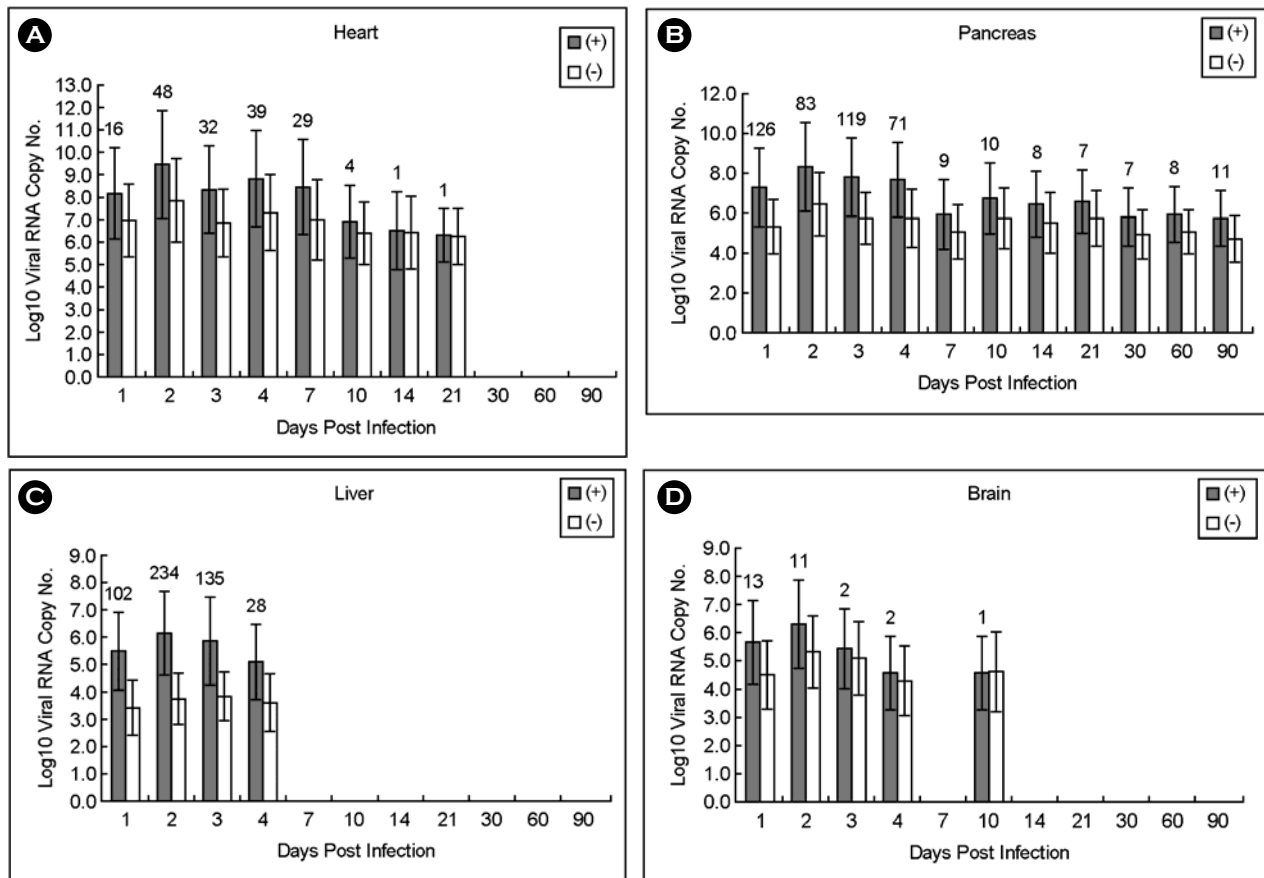 A
Heart
(+)
(-)
Log10 Viral RNA Copy No.
13.0
12.0
11.0
10.0
9.0
8.0
7.0
6.0
5.0
4.0
3.0
2.0
1.0
0.0
16 48 32 39 29 4 1 1
1 2 3 4 7 10 14 21 30 60 90
Days Post Infection
B
Pancreas
(+)
(-)
Log10 Viral RNA Copy No.
12.0
10.0
8.0
6.0
4.0
2.0
0.0
126 83 119 71 9 10 8 7 7 8 11
1 2 3 4 7 10 14 21 30 60 90
Days Post Infection
C
Liver
(+)
(-)
Log10 Viral RNA Copy No.
9.0
8.0
7.0
6.0
5.0
4.0
3.0
2.0
1.0
0.0
102 234 135 28
1 2 3 4 7 10 14 21 30 60 90
Days Post Infection
D
Brain
(+)
(-)
Log10 Viral RNA Copy No.
9.0
8.0
7.0
6.0
5.0
4.0
3.0
2.0
1.0
0.0
13 11 2 2 1
1 2 3 4 7 10 14 21 30 60 90
Days Post Infection